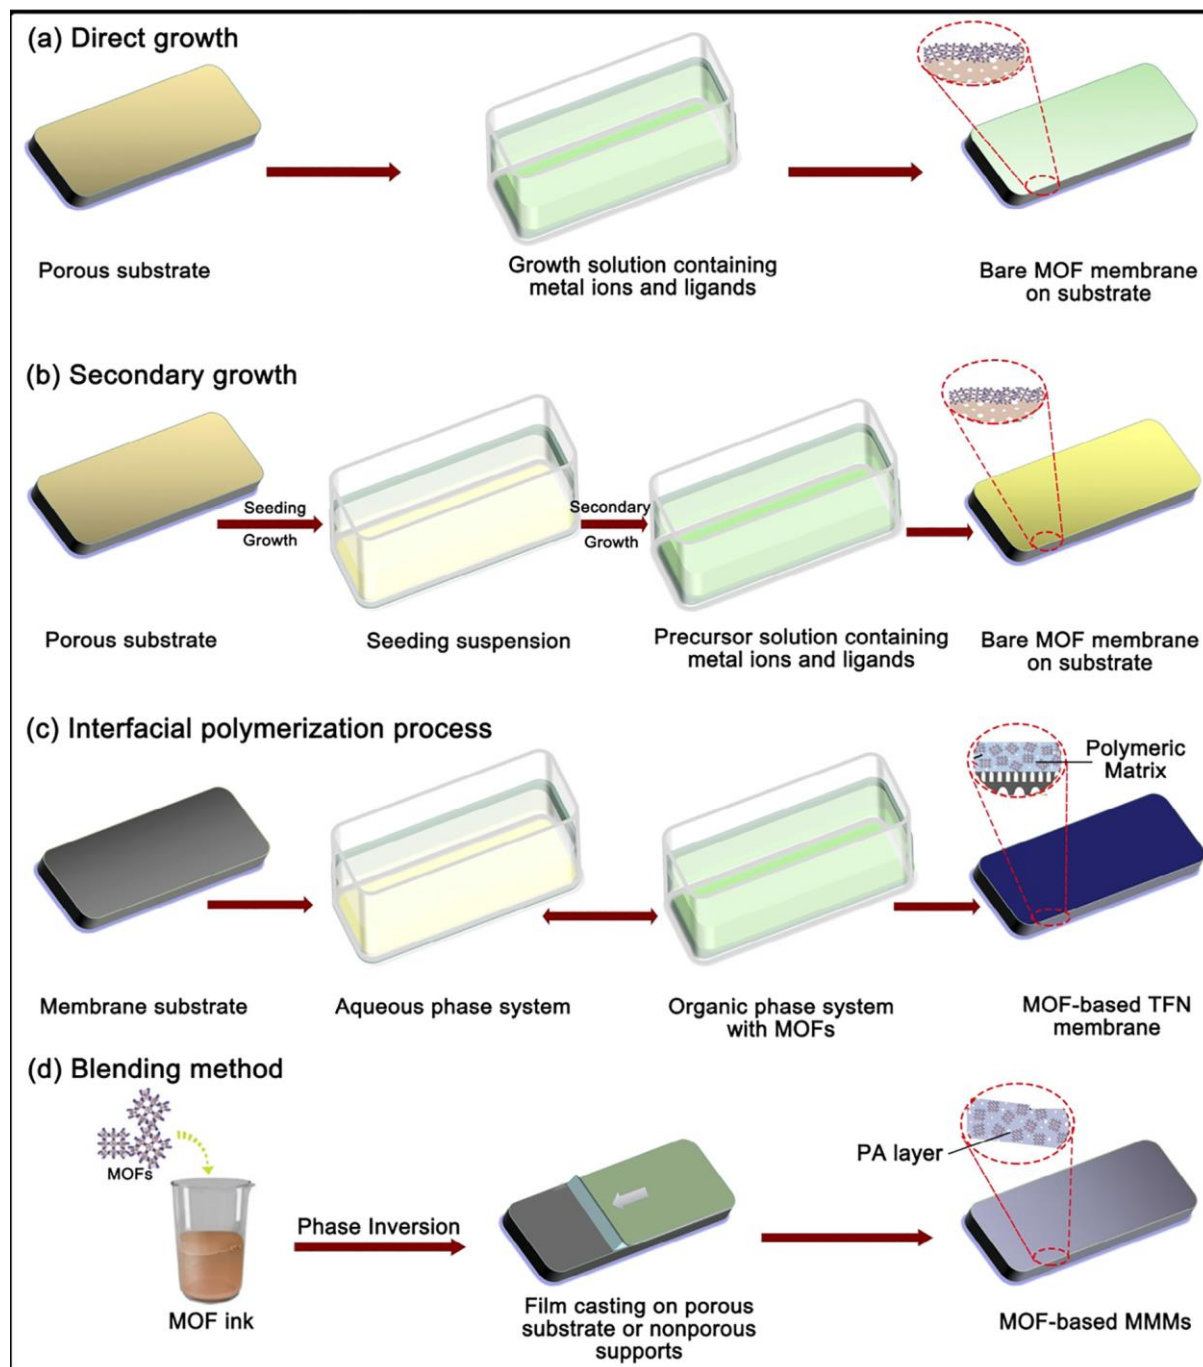 (a) Direct growth
Porous substrate
Growth solution containing
metal ions and ligands
Bare MOF membrane
on substrate
(b) Secondary growth
Seeding
Growth
Secondary
Growth
Porous substrate
Seeding suspension
Precursor solution containing
metal ions and ligands
Bare MOF membrane
on substrate
(c) Interfacial polymerization process
Polymeric
Matrix
Membrane substrate
Aqueous phase system
Organic phase system
with MOFs
MOF-based TFN
membrane
(d) Blending method
MOFs
PA layer
Phase Inversion
MOF ink
Film casting on porous
substrate or nonporous
supports
MOF-based MMMs